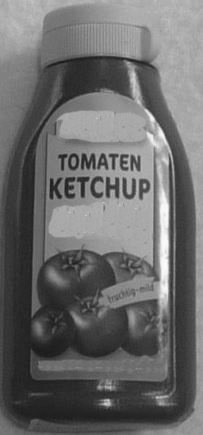 TOMATEN
KETCHUP
fruchtig-mild